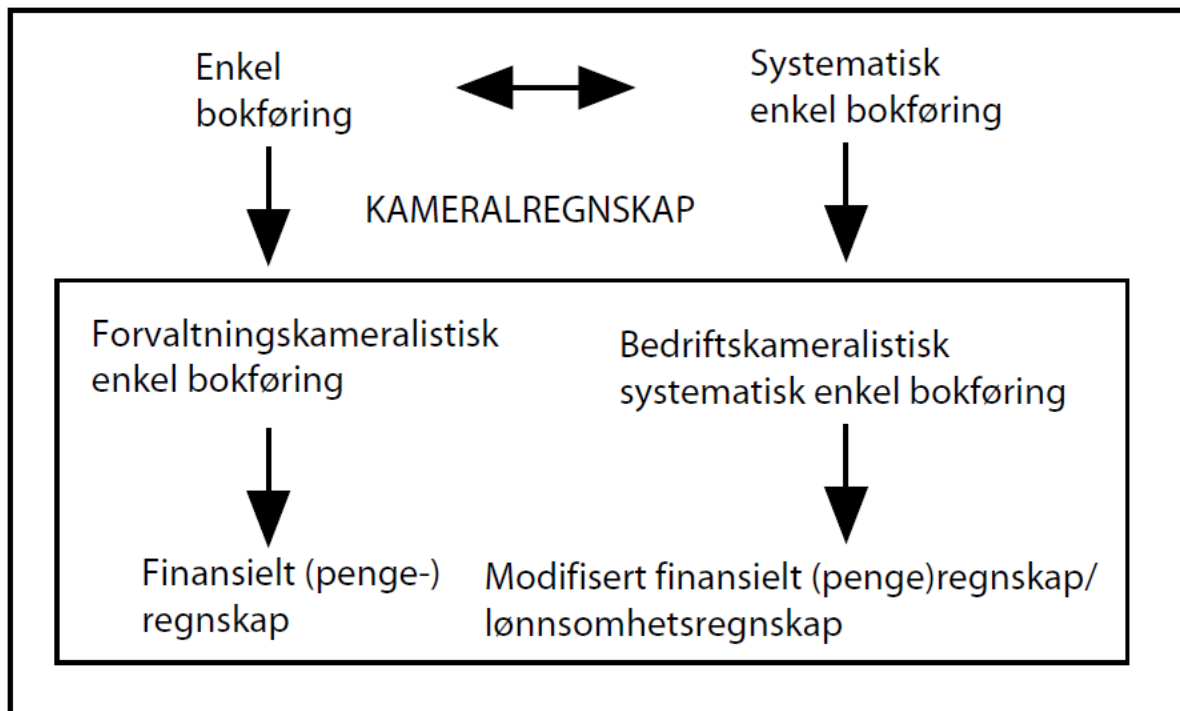 Enkel
bokføring
Systematisk
enkel bokføring
KAMERALREGNSKAP
Forvaltningskameralistisk
enkel bokføring
Bedriftskameralistisk
systematisk enkel bokføring
Finansielt (penge-)
regnskap
Modifisert finansielt (penge)regnskap/
lønnsomhetsregnskap